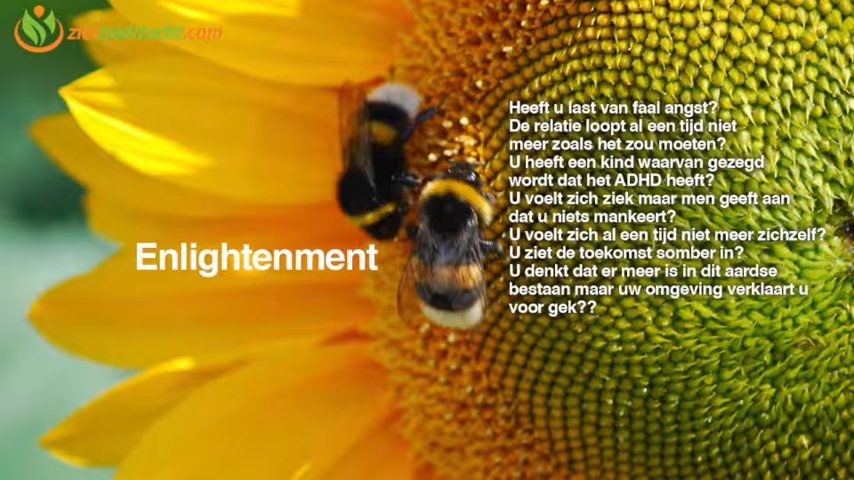 zielzoektocht.com
Heeft u last van faal angst?
De relatie loopt al een tijd niet
meer zoals het zou moeten?
U heeft een kind waarvan gezegd
wordt dat het ADHD heeft?
U voelt zich ziek maar men geeft aan
dat u niets mankeert?
U voelt zich al een tijd niet meer zichzelf?
U ziet de toekomst somber in?
U denkt dat er meer is in dit aardse
bestaan maar uw omgeving verklaart u
voor gek??
Enlightenment